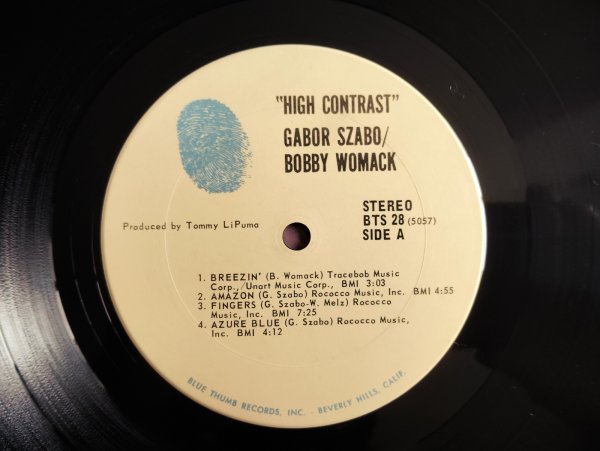 "HIGH CONTRAST"
GABOR SZABO/
BOBBY WOMACK
STEREO
BTS 28 (5057)
SIDE A
Produced by Tommy LiPuma
1. BREEZIN' (B. Womack) Tracebob Music
Corp.,/Unart Music Corp., BMI 3:03
2. AMAZON (G. Szabo) Rococco Music, Inc. BMI 4:55
3. FINGERS (G. Szabo-W. Melz) Rococco
Music, Inc. BMI 7:25
4. AZURE BLUE (G. Szabo) Rococco Music,
Inc. BMI 4:12
BLUE THUMB RECORDS, INC. - BEVERLY HILLS, CALIF.